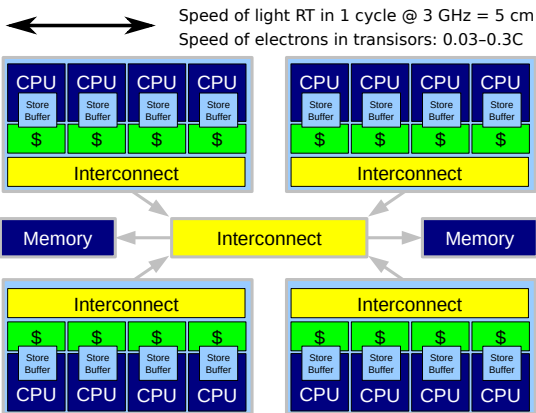 Speed of light RT in 1 cycle @ 3 GHz = 5 cm
Speed of electrons in transisors: 0.03–0.3C
CPU CPU CPU CPU
Store Buffer Store Buffer Store Buffer Store Buffer
$ $ $ $
Interconnect
CPU CPU CPU CPU
Store Buffer Store Buffer Store Buffer Store Buffer
$ $ $ $
Interconnect
Memory
Interconnect
Memory
Interconnect
$ $ $ $
Store Buffer Store Buffer Store Buffer Store Buffer
CPU CPU CPU CPU
Interconnect
$ $ $ $
Store Buffer Store Buffer Store Buffer Store Buffer
CPU CPU CPU CPU